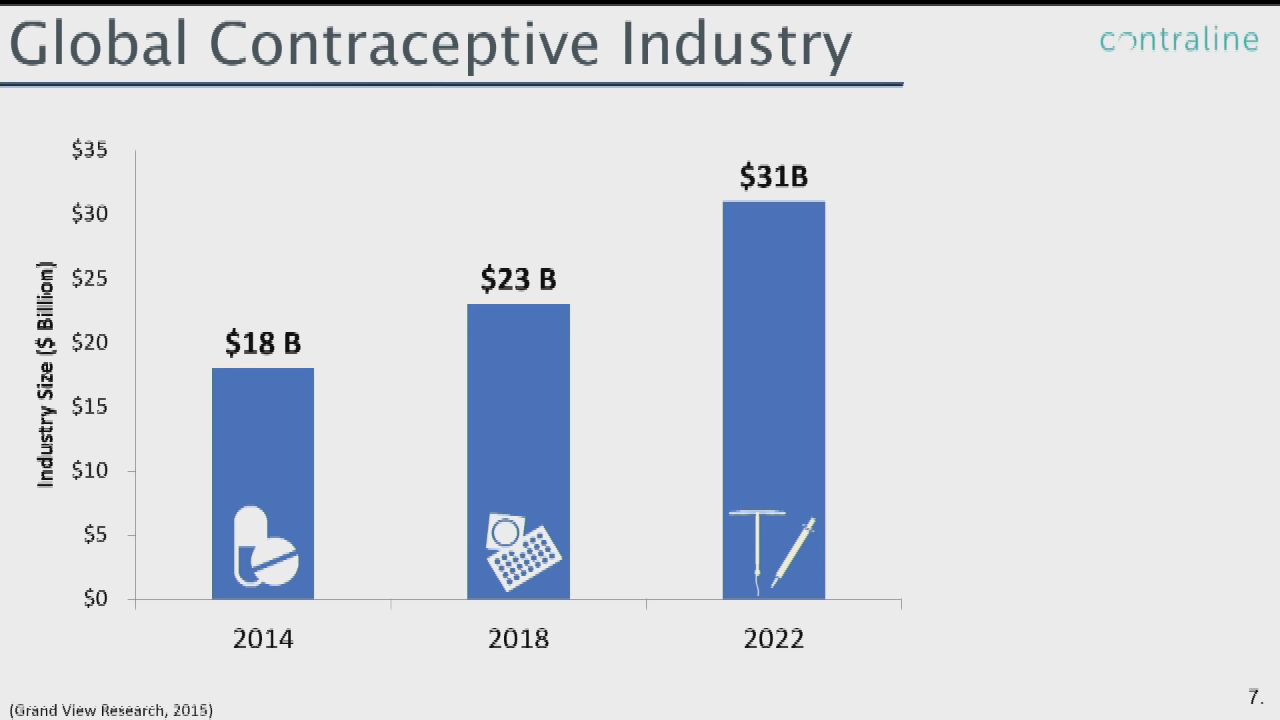 Global Contraceptive Industry
contraline
$35
$30
$25
$20
$15
$10
$5
$0
Industry Size ($ Billion)
$18 B
$23 B
$31B
2014
2018
2022
(Grand View Research, 2015)
7.